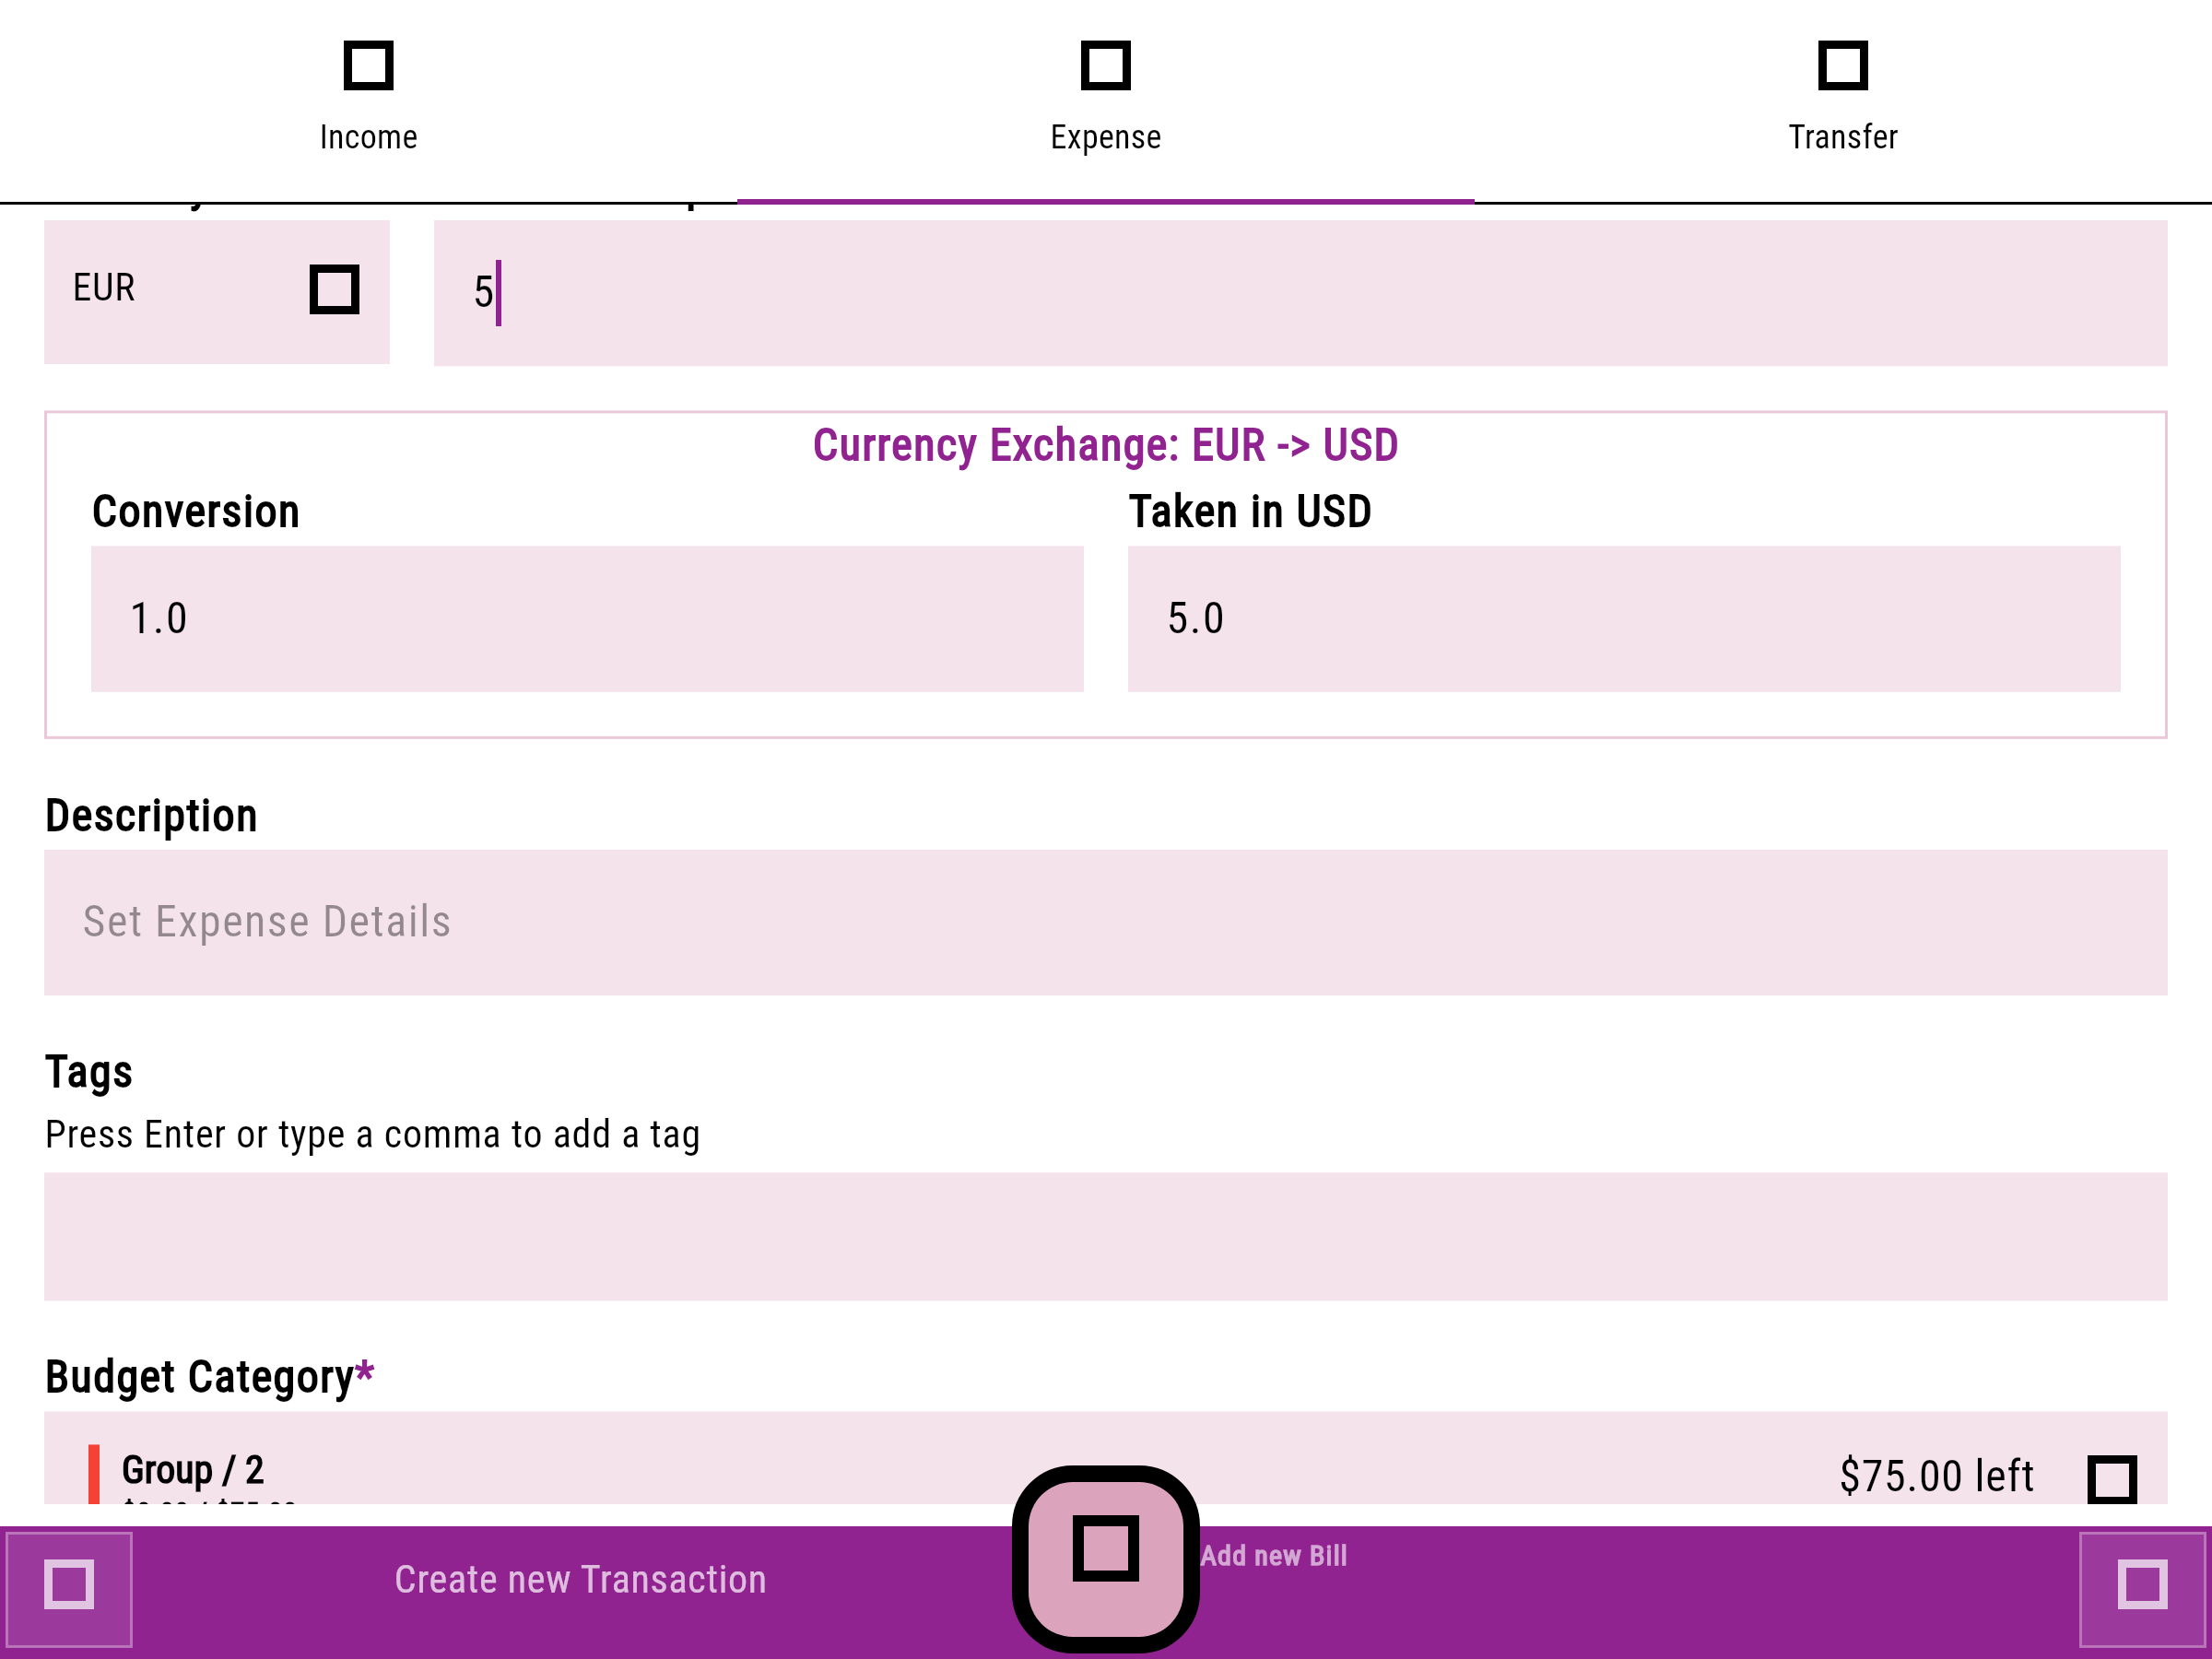 Income
Expense
Transfer
EUR
5
Currency Exchange: EUR -> USD
Conversion
Taken in USD
1.0
5.0
Description
Set Expense Details
Tags
Press Enter or type a comma to add a tag
Budget Category*
Group / 2
$75.00 left
Create new Transaction
Add new Bill